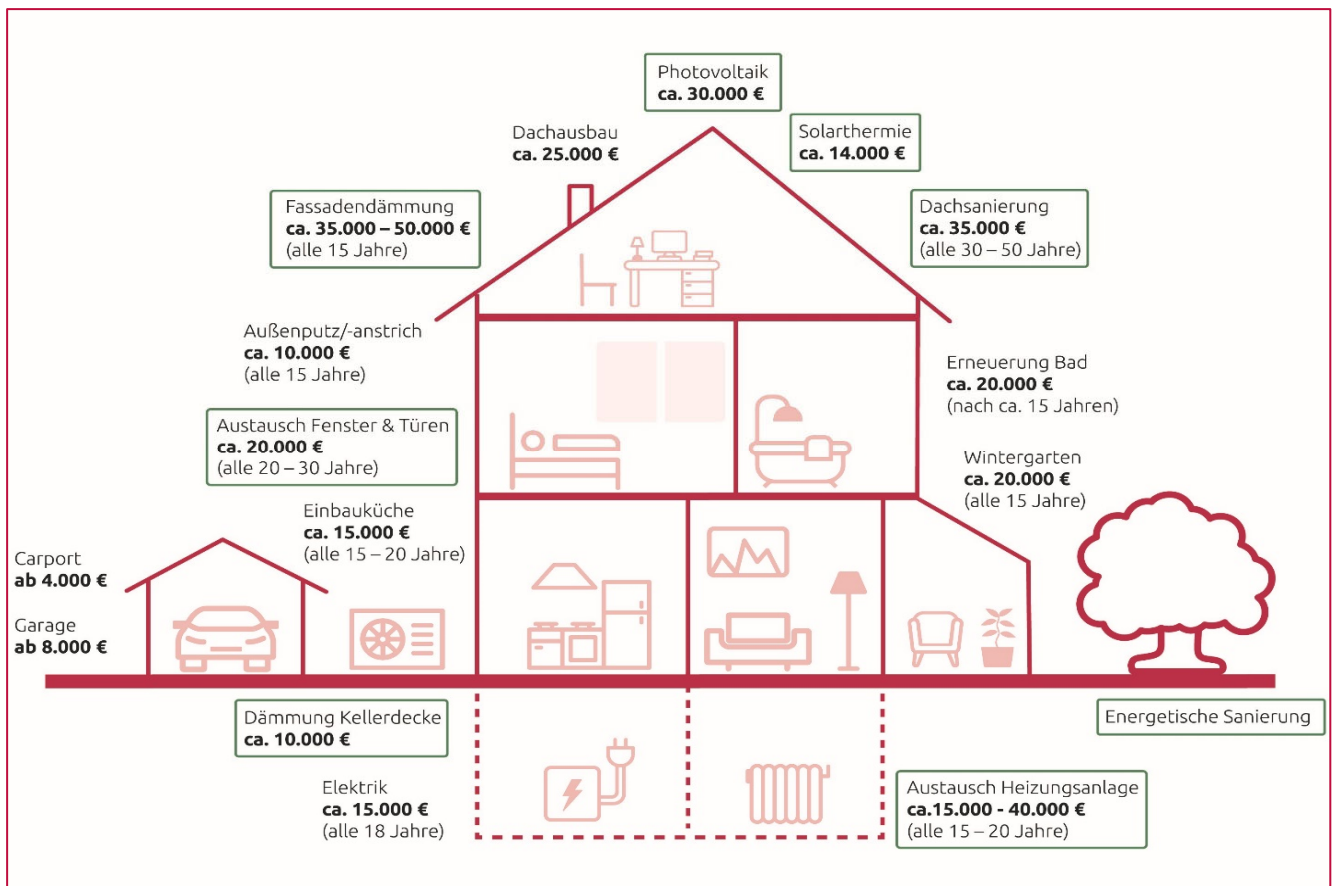 Photovoltaik
ca. 30.000 €
Dachausbau
ca. 25.000 €
Solarthermie
ca. 14.000 €
Fassadendämmung
ca. 35.000 – 50.000 €
(alle 15 Jahre)
Dachsanierung
ca. 35.000 €
(alle 30 – 50 Jahre)
Außenputz/-anstrich
ca. 10.000 €
(alle 15 Jahre)
Erneuerung Bad
ca. 20.000 €
(nach ca. 15 Jahren)
Austausch Fenster & Türen
ca. 20.000 €
(alle 20 – 30 Jahre)
Wintergarten
ca. 20.000 €
(alle 15 Jahre)
Einbauküche
ca. 15.000 €
(alle 15 – 20 Jahre)
Carport
ab 4.000 €
Garage
ab 8.000 €
Dämmung Kellerdecke
ca. 10.000 €
Energetische Sanierung
Elektrik
ca. 15.000 €
(alle 18 Jahre)
Austausch Heizungsanlage
ca.15.000 - 40.000 €
(alle 15 – 20 Jahre)